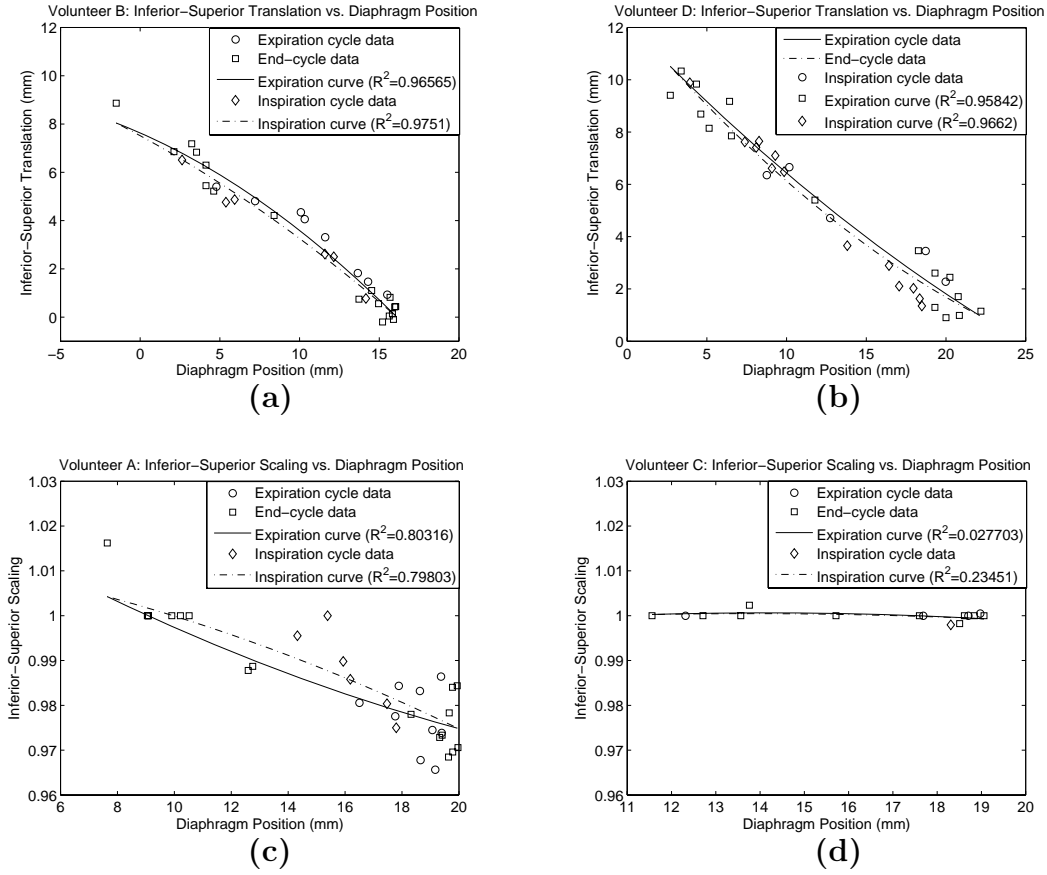 Volunteer B: Inferior−Superior Translation vs. Diaphragm Position
12
10
8
6
4
2
0
−5
0
5
10
15
20
Inferior−Superior Translation (mm)
Diaphragm Position (mm)
Expiration cycle data
End−cycle data
Expiration curve (R²=0.96565)
Inspiration cycle data
Inspiration curve (R²=0.9751)
(a)
Volunteer D: Inferior−Superior Translation vs. Diaphragm Position
12
10
8
6
4
2
0
0
5
10
15
20
25
Inferior−Superior Translation (mm)
Diaphragm Position (mm)
Expiration cycle data
End−cycle data
Inspiration cycle data
Expiration curve (R²=0.95842)
Inspiration curve (R²=0.9662)
(b)
Volunteer A: Inferior−Superior Scaling vs. Diaphragm Position
1.03
1.02
1.01
1
0.99
0.98
0.97
0.96
6
8
10
12
14
16
18
20
Inferior−Superior Scaling
Diaphragm Position (mm)
Expiration cycle data
End−cycle data
Expiration curve (R²=0.80316)
Inspiration cycle data
Inspiration curve (R²=0.79803)
(c)
Volunteer C: Inferior−Superior Scaling vs. Diaphragm Position
1.03
1.02
1.01
1
0.99
0.98
0.97
0.96
11
12
13
14
15
16
17
18
19
20
Inferior−Superior Scaling
Diaphragm Position (mm)
Expiration cycle data
End−cycle data
Expiration curve (R²=0.027703)
Inspiration cycle data
Inspiration curve (R²=0.23451)
(d)